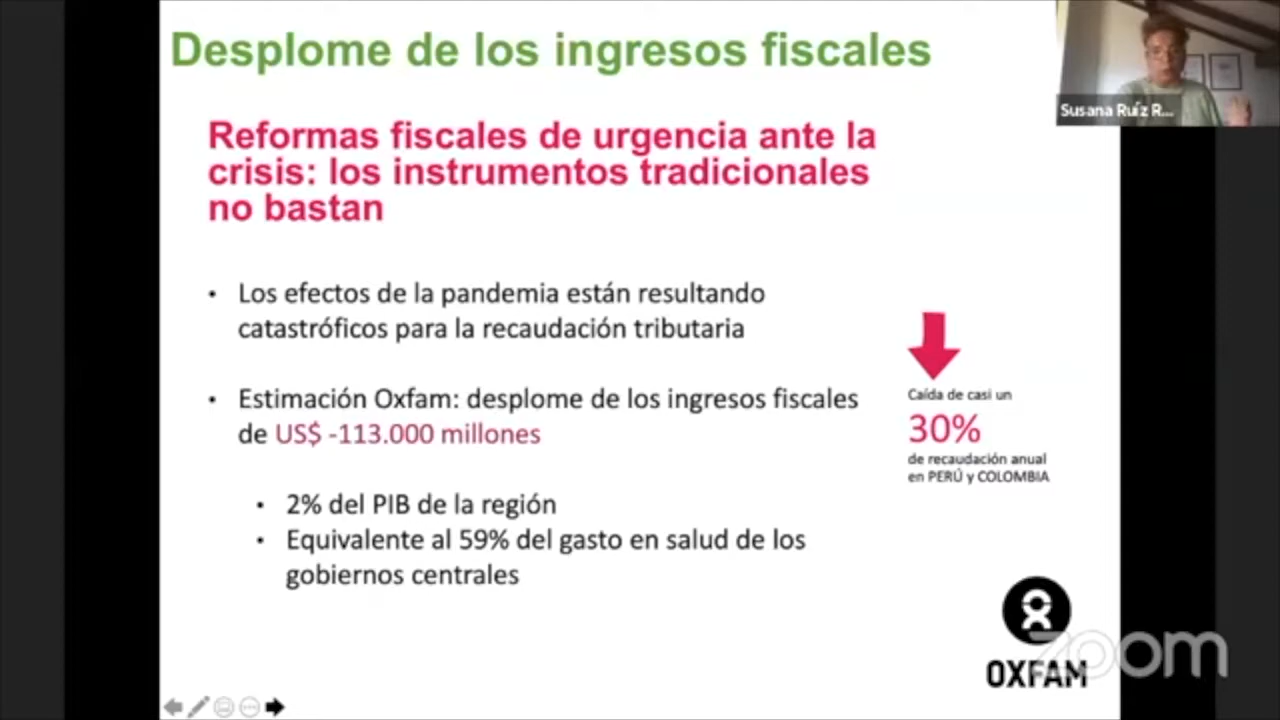 Desplome de los ingresos fiscales
Susana Ruíz R...
Reformas fiscales de urgencia ante la
crisis: los instrumentos tradicionales
no bastan
• Los efectos de la pandemia están resultando
catastróficos para la recaudación tributaria
• Estimación Oxfam: desplome de los ingresos fiscales
de US$ -113.000 millones
• 2% del PIB de la región
• Equivalente al 59% del gasto en salud de los
gobiernos centrales
Caída de casi un
30%
de recaudación anual
en PERÚ y COLOMBIA
OXFAM
zoom